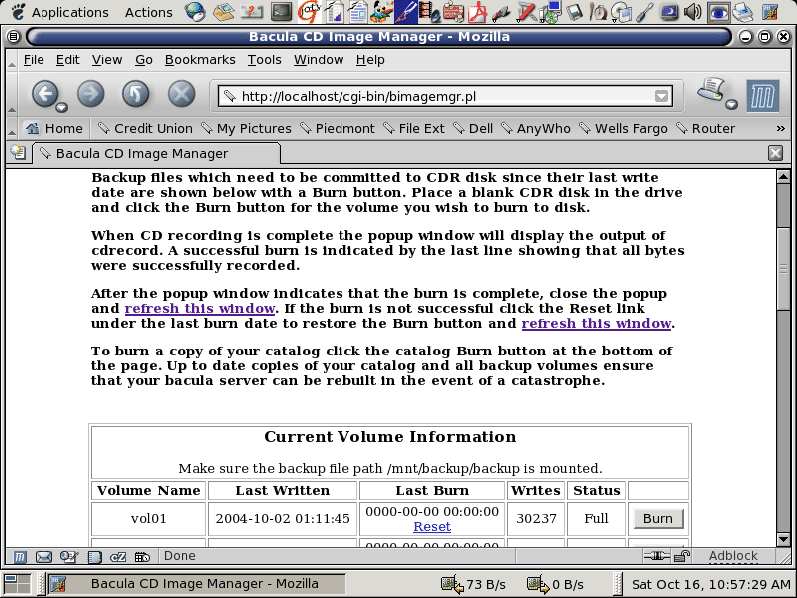 Applications Actions
Bacula CD Image Manager - Mozilla
File Edit View Go Bookmarks Tools Window Help
http://localhost/cgi-bin/bimagemgr.pl
Home Credit Union My Pictures Piecmont File Ext Dell AnyWho Wells Fargo Router »
Bacula CD Image Manager
Backup files which need to be committed to CDR disk since their last write
date are shown below with a Burn button. Place a blank CDR disk in the drive
and click the Burn button for the volume you wish to burn to disk.
When CD recording is complete the popup window will display the output of
cdrecord. A successful burn is indicated by the last line showing that all bytes
were successfully recorded.
After the popup window indicates that the burn is complete, close the popup
and refresh this window. If the burn is not successful click the Reset link
under the last burn date to restore the Burn button and refresh this window.
To burn a copy of your catalog click the catalog Burn button at the bottom of
the page. Up to date copies of your catalog and all backup volumes ensure
that your bacula server can be rebuilt in the event of a catastrophe.
Current Volume Information
Make sure the backup file path /mnt/backup/backup is mounted.
Volume Name Last Written Last Burn Writes Status
vol01 2004-10-02 01:11:45 0000-00-00 00:00:00 30237 Full Burn
Reset
0000-00-00 00:00:00
Done Adblock
Bacula CD Image Manager - Mozilla 73 B/s 0 B/s Sat Oct 16, 10:57:29 AM